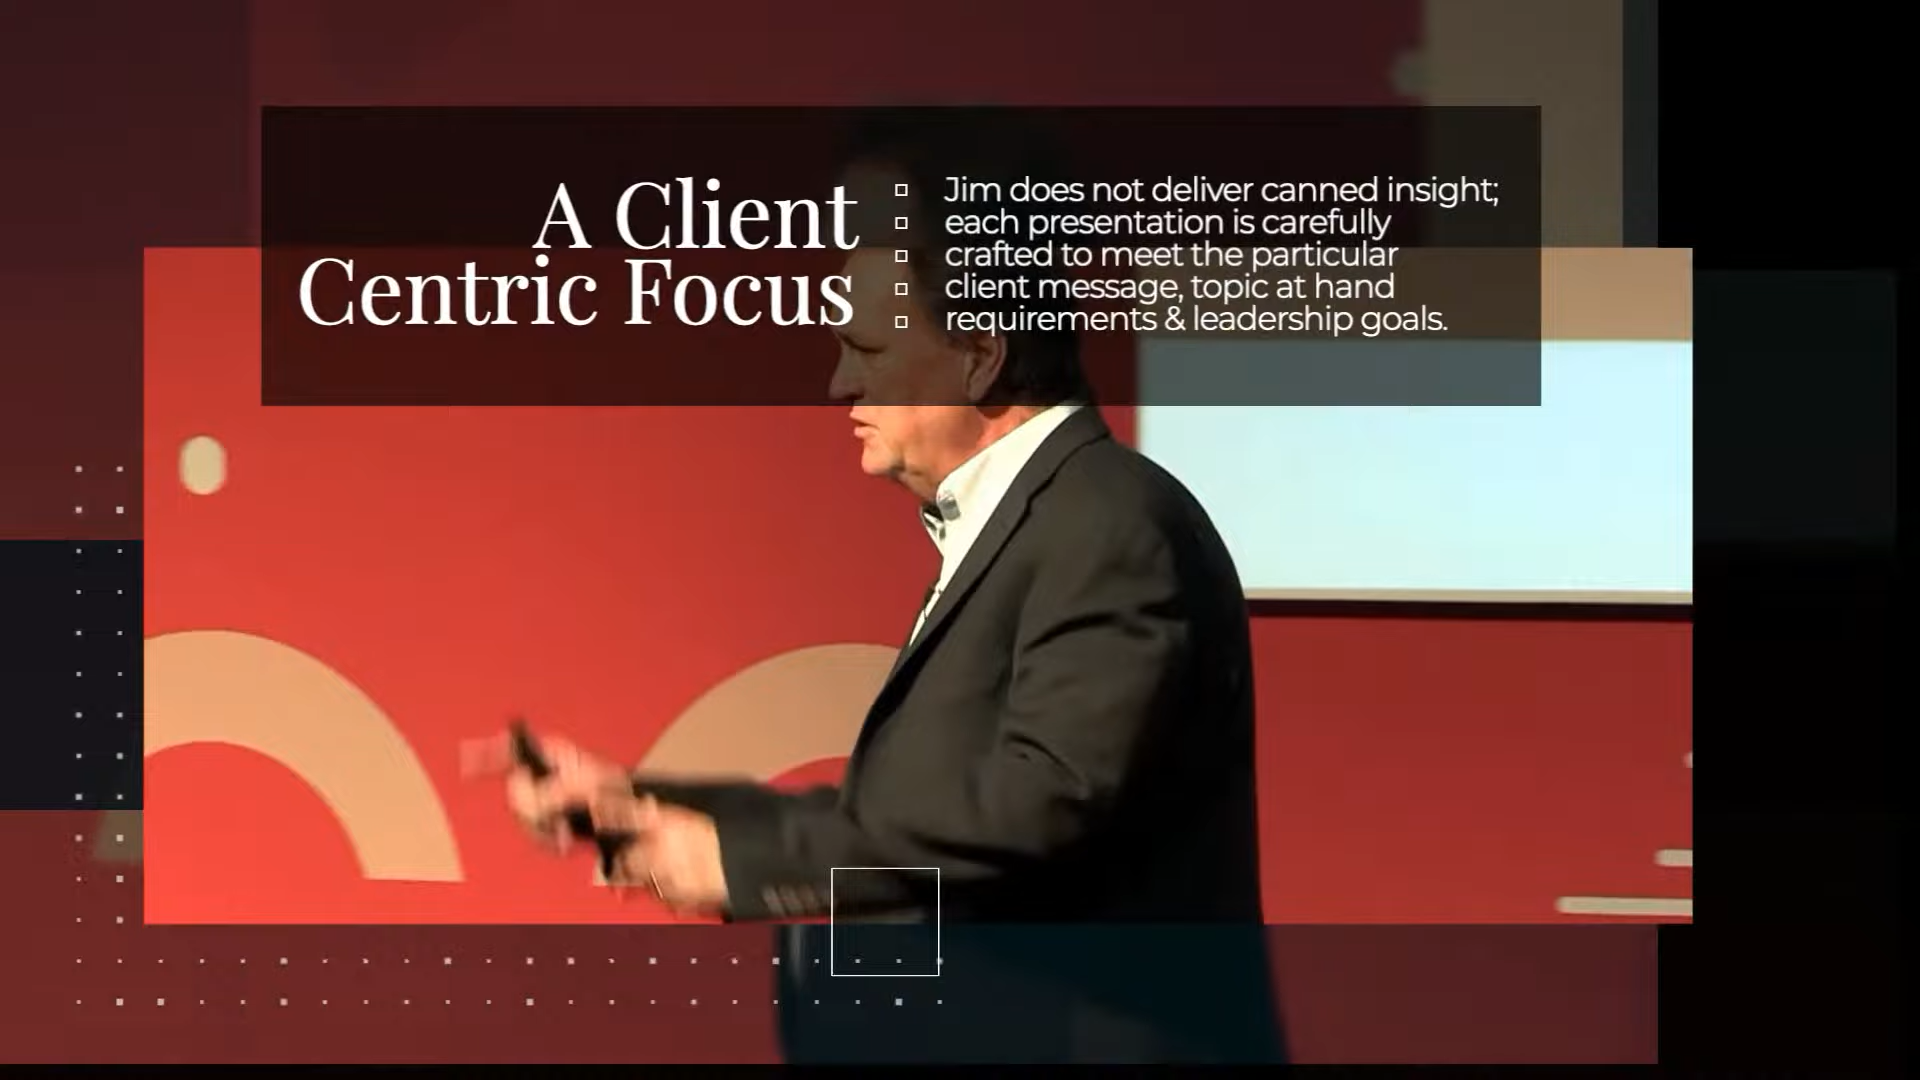 A Client
Centric Focus
Jim does not deliver canned insight;
each presentation is carefully
crafted to meet the particular
client message, topic at hand
requirements & leadership goals.